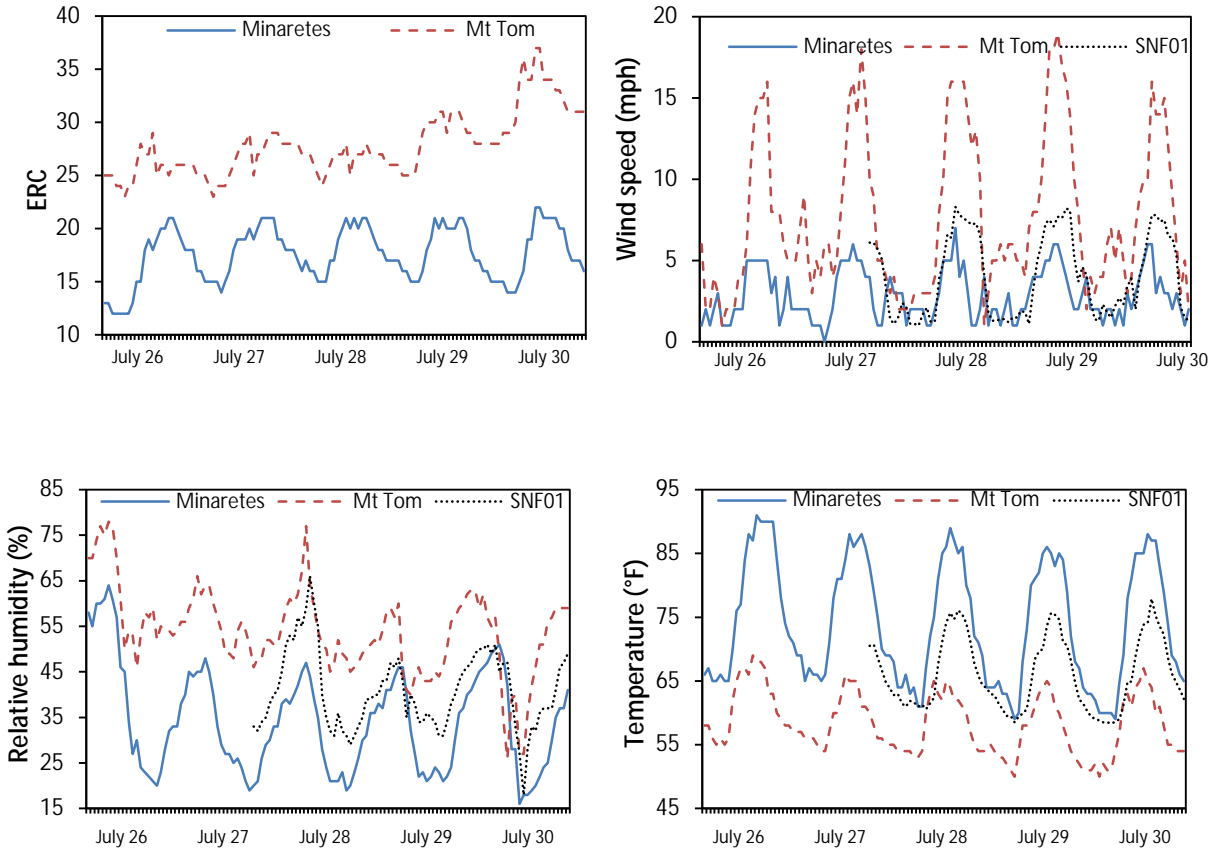 40
35
30
25
20
15
10
ERC
Minaretes
Mt Tom
July 26
July 27
July 28
July 29
July 30
20
15
10
5
0
Wind speed (mph)
Minaretes
Mt Tom
SNF01
July 26
July 27
July 28
July 29
July 30
85
75
65
55
45
35
25
15
Relative humidity (%)
Minaretes
Mt Tom
SNF01
July 26
July 27
July 28
July 29
July 30
95
85
75
65
55
45
Temperature (°F)
Minaretes
Mt Tom
SNF01
July 26
July 27
July 28
July 29
July 30